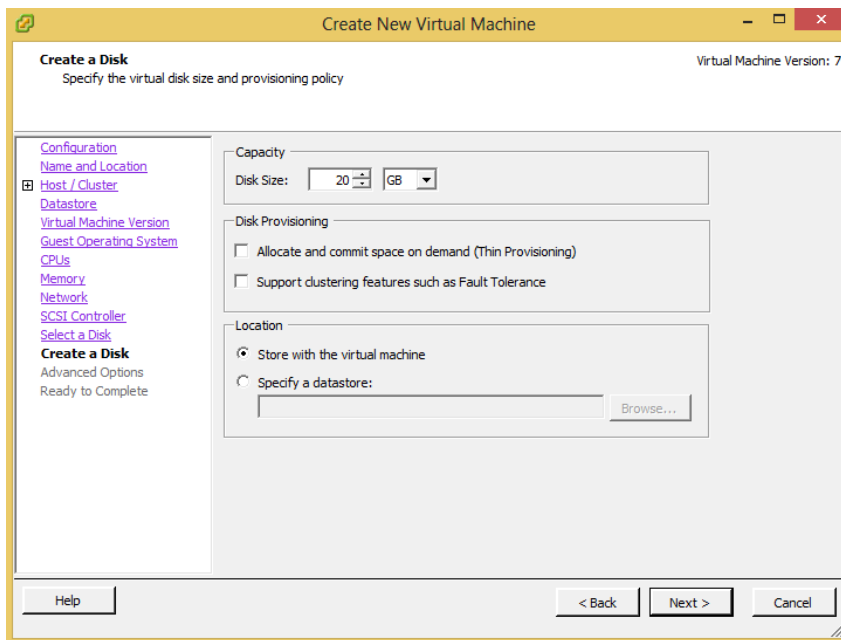 Create New Virtual Machine
Create a Disk
Specify the virtual disk size and provisioning policy
Virtual Machine Version: 7
Configuration
Name and Location
Host / Cluster
Datastore
Virtual Machine Version
Guest Operating System
CPUs
Memory
Network
SCSI Controller
Select a Disk
Create a Disk
Advanced Options
Ready to Complete
Capacity
Disk Size: 20 GB
Disk Provisioning
Allocate and commit space on demand (Thin Provisioning)
Support clustering features such as Fault Tolerance
Location
Store with the virtual machine
Specify a datastore:
Browse...
Help
< Back
Next >
Cancel